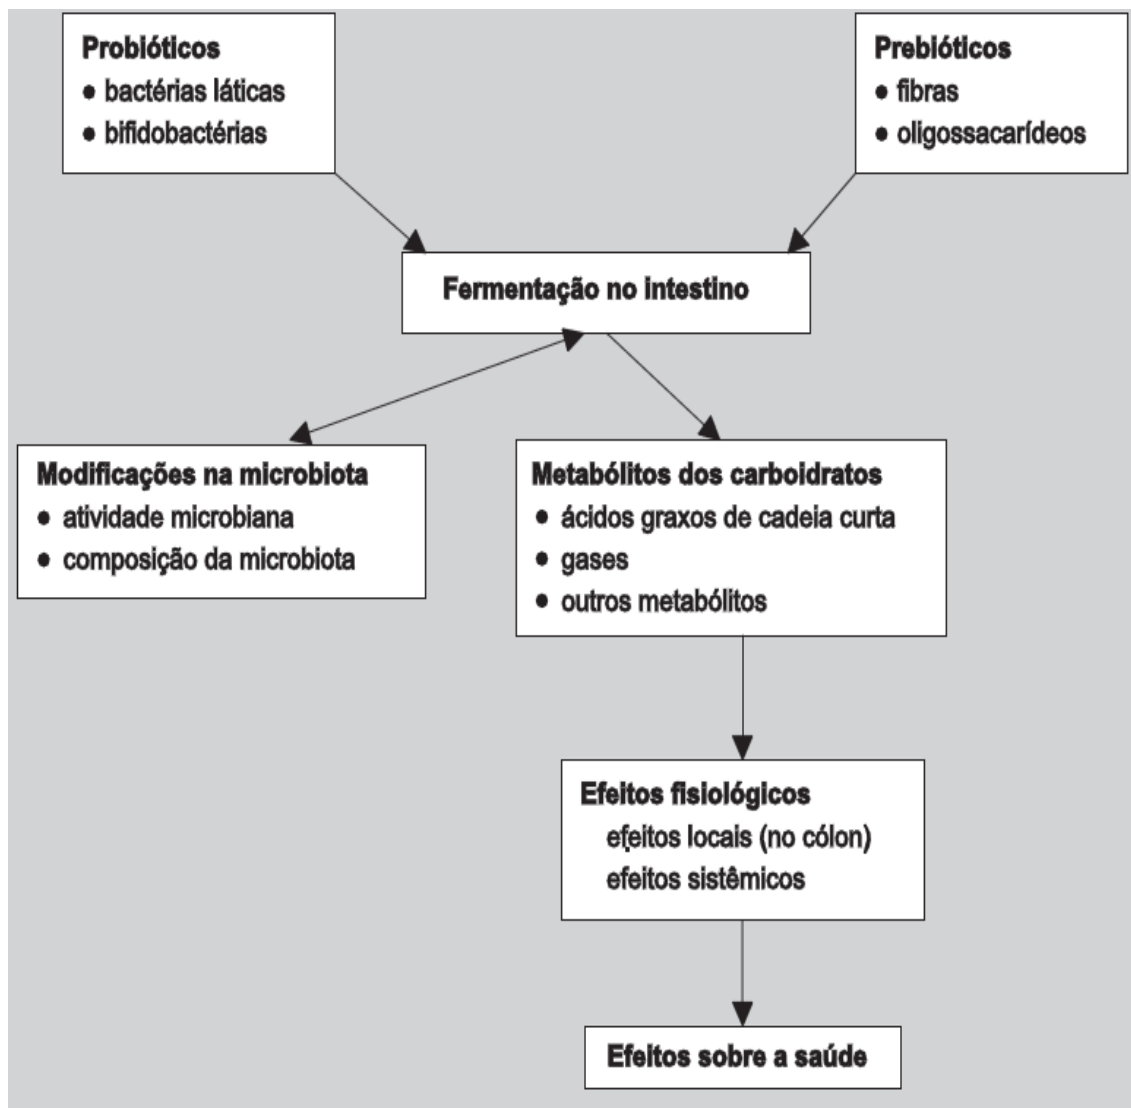 Probióticos
● bactérias láticas
● bifidobactérias
Prebióticos
● fibras
● oligossacarídeos
Fermentação no intestino
Modificações na microbiota
● atividade microbiana
● composição da microbiota
Metabólitos dos carboidratos
● ácidos graxos de cadeia curta
● gases
● outros metabólitos
Efeitos fisiológicos
efeitos locais (no cólon)
efeitos sistêmicos
Efeitos sobre a saúde